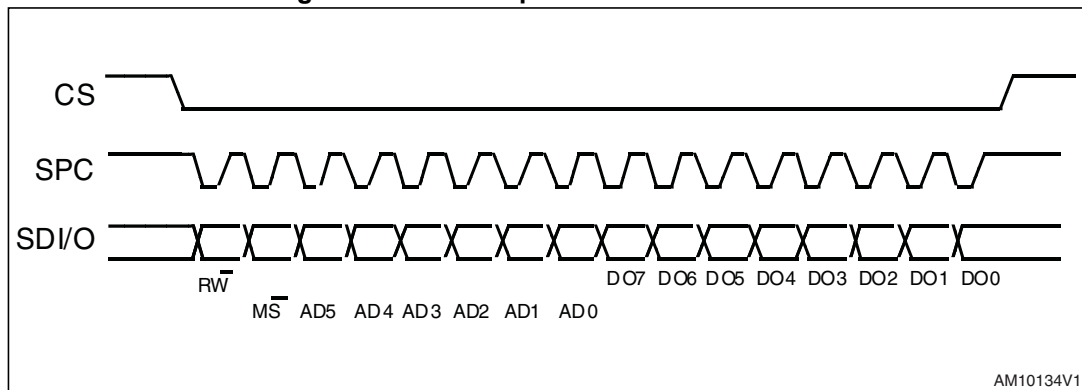 CS
SPC
SDI/O
RW
DO7 DO6 DO5 DO4 DO3 DO2 DO1 DO0
MS AD5 AD4 AD3 AD2 AD1 AD0
AM10134V1